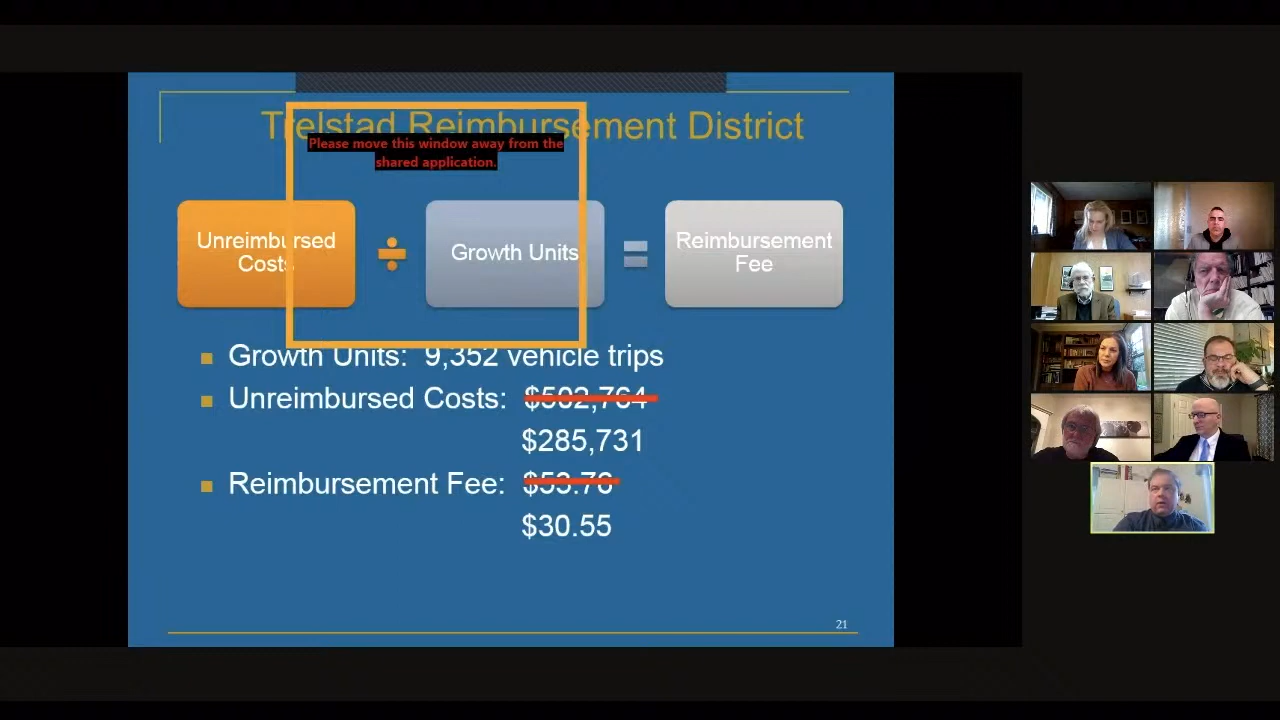 Trelstad Reimbursement District
Please move this window away from the
shared application.
Unreimbursed
Costs
÷
Growth Units
=
Reimbursement
Fee
Growth Units: 9,352 vehicle trips
Unreimbursed Costs: $502,764
$285,731
Reimbursement Fee: $53.76
$30.55
21